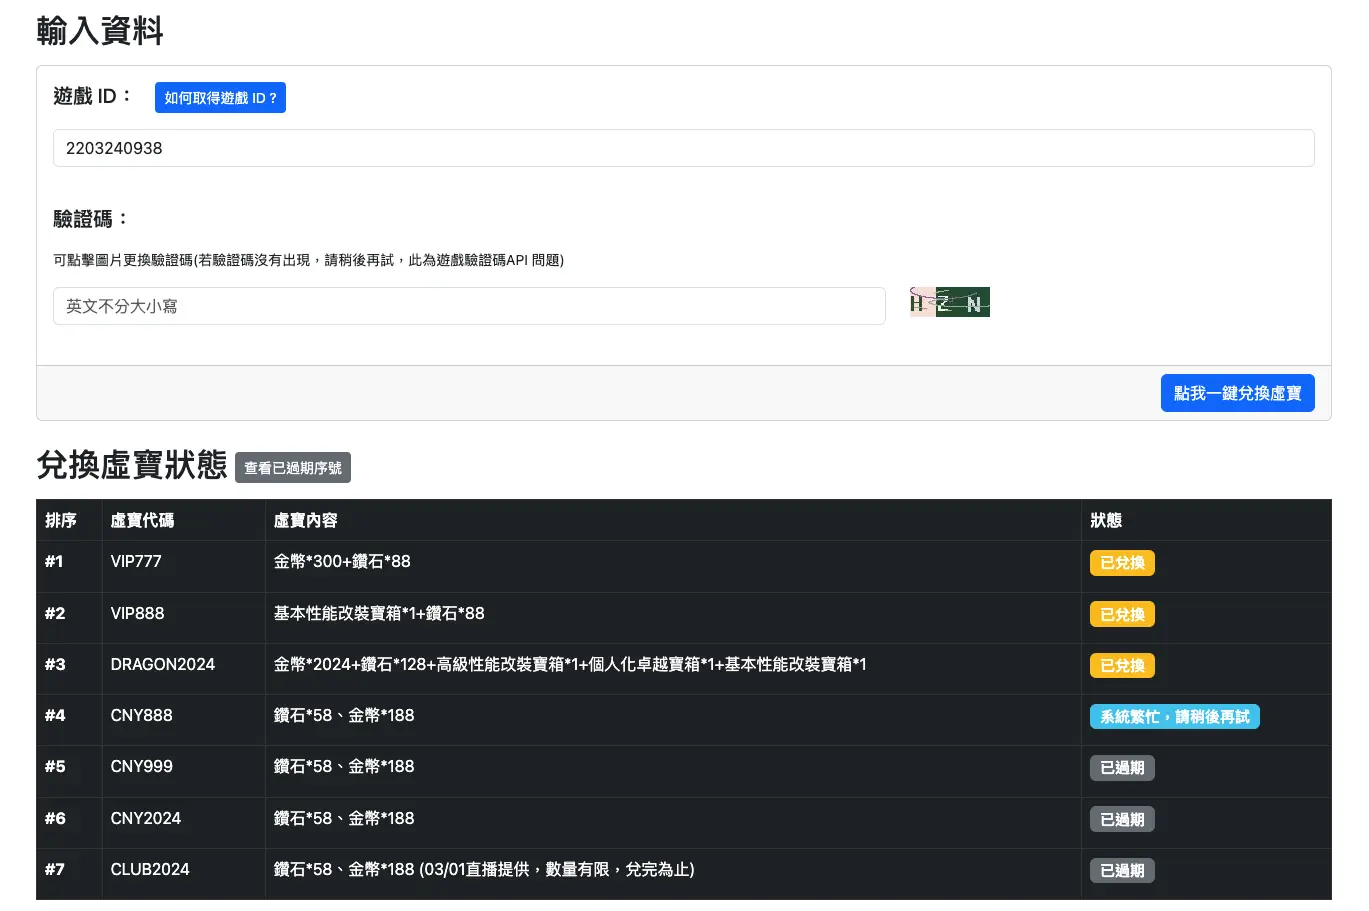 輸入資料
遊戲 ID： 如何取得遊戲 ID ?
2203240938
驗證碼：
可點擊圖片更換驗證碼(若驗證碼沒有出現，請稍後再試，此為遊戲驗證碼API 問題)
英文不分大小寫 H Z N
點我一鍵兌換虛寶
兌換虛寶狀態 查看已過期序號
排序 虛寶代碼 虛寶內容 狀態
#1 VIP777 金幣*300+鑽石*88 已兌換
#2 VIP888 基本性能改裝寶箱*1+鑽石*88 已兌換
#3 DRAGON2024 金幣*2024+鑽石*128+高級性能改裝寶箱*1+個人化卓越寶箱*1+基本性能改裝寶箱*1 已兌換
#4 CNY888 鑽石*58、金幣*188 系統繁忙，請稍後再試
#5 CNY999 鑽石*58、金幣*188 已過期
#6 CNY2024 鑽石*58、金幣*188 已過期
#7 CLUB2024 鑽石*58、金幣*188 (03/01直播提供，數量有限，兌完為止) 已過期